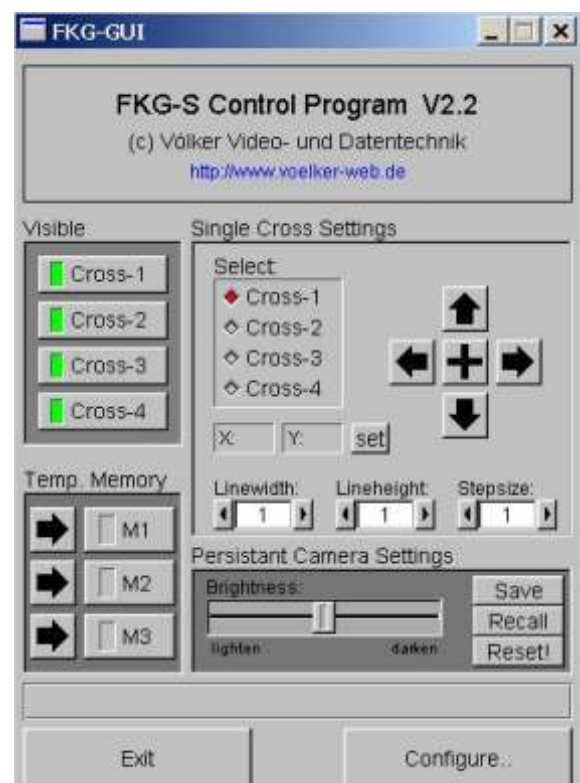 FKG-GUI
FKG-S Control Program V2.2
(c) Völker Video- und Datentechnik
http://www.voelker-web.de
Visible
Cross-1
Cross-2
Cross-3
Cross-4
Single Cross Settings
Select
Cross-1
Cross-2
Cross-3
Cross-4
X: Y: set
Linewidth: Lineheight: Stepsize:
1 1 1
Temp. Memory
M1
M2
M3
Persistant Camera Settings
Brightness:
lighten darken
Save
Recall
Reset!
Exit Configure..